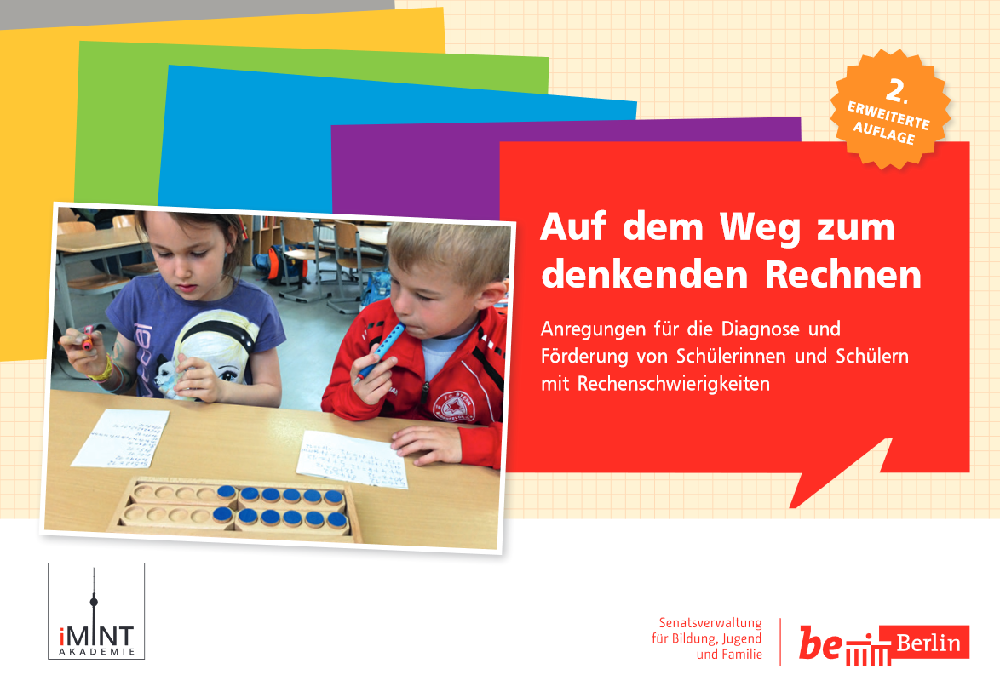 2.
ERWEITERTE
AUFLAGE
Auf dem Weg zum
denkenden Rechnen
Anregungen für die Diagnose und
Förderung von Schülerinnen und Schülern
mit Rechenschwierigkeiten
iMINT
AKADEMIE
Senatsverwaltung
für Bildung, Jugend
und Familie
be Berlin